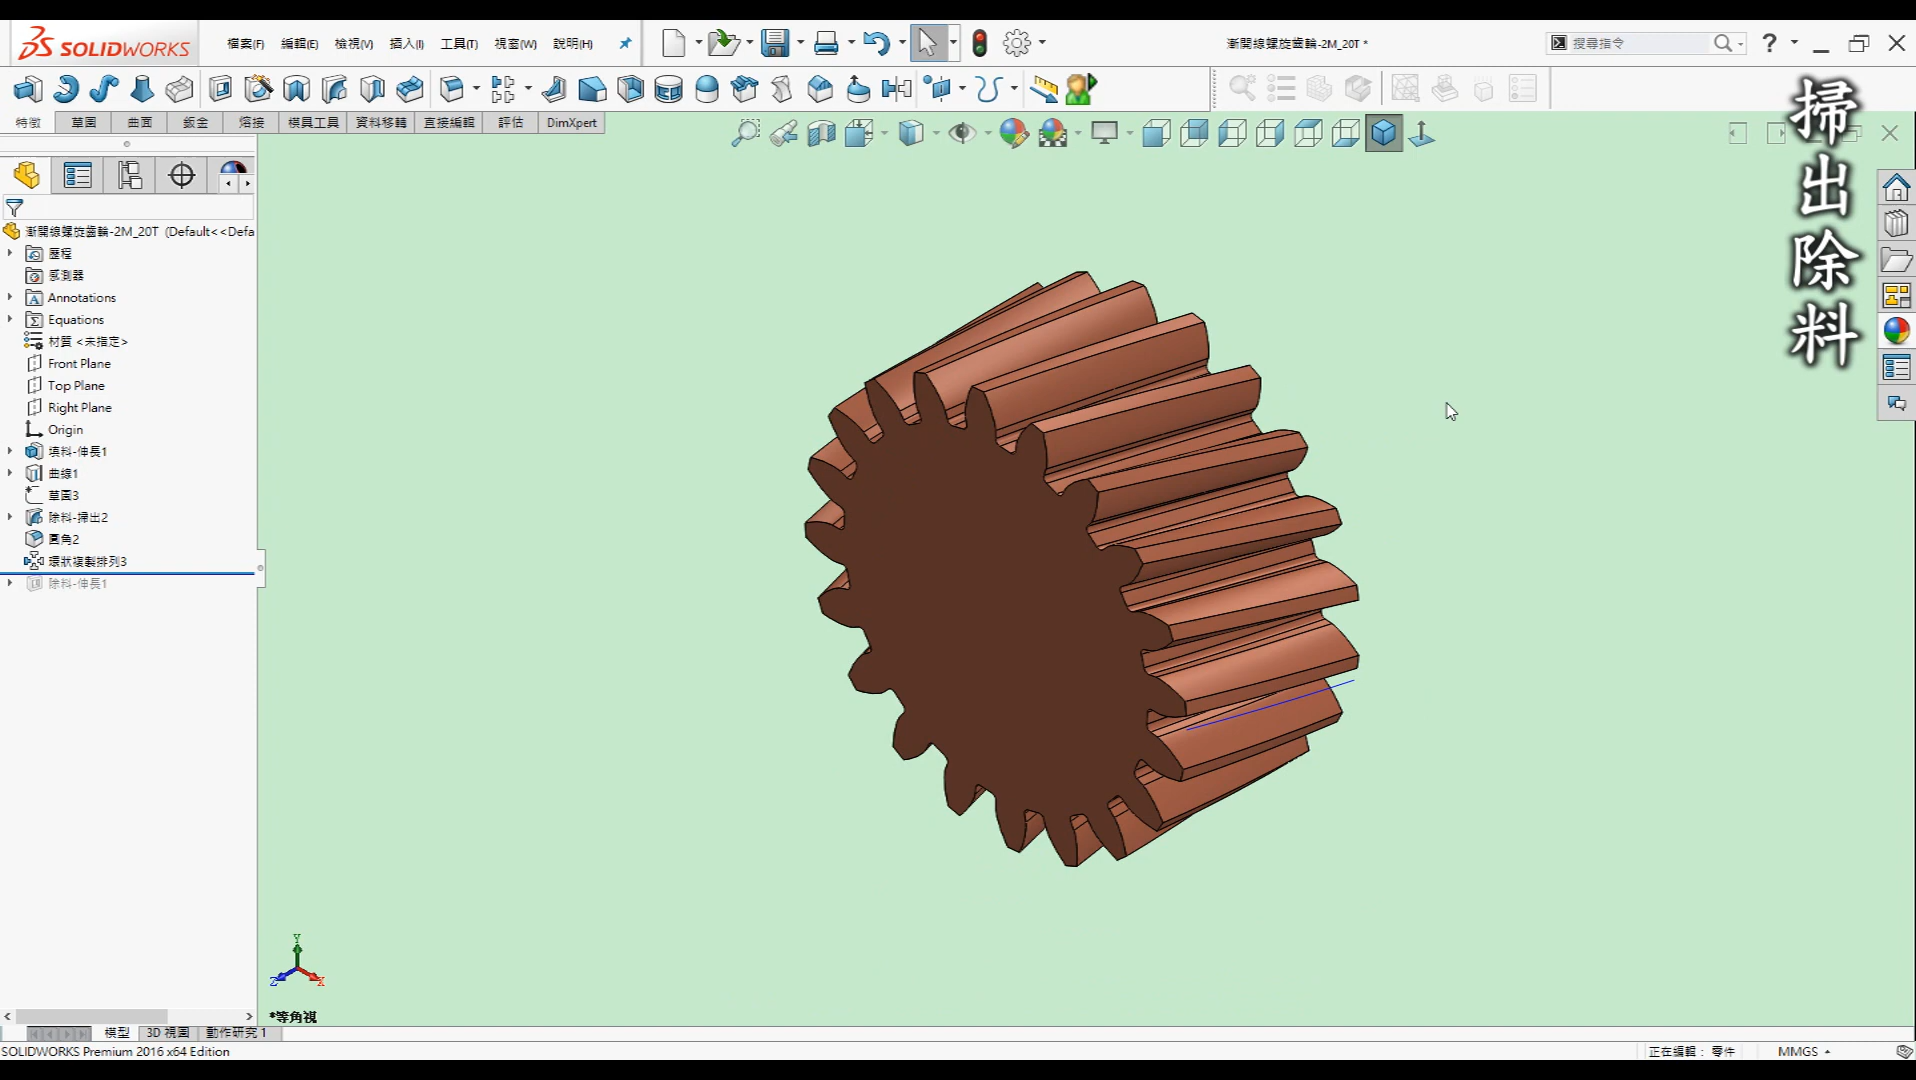 SOLIDWORKS
檔案(F) 編輯(E) 檢視(V) 插入(I) 工具(T) 視窗(W) 說明(H)
漸開線螺旋齒輪-2M_20T *
搜尋指令
特徵 草圖 曲面 鈑金 熔接 模具工具 資料移轉 直接編輯 評估 DimXpert
掃出除料
漸開線螺旋齒輪-2M_20T (Default<<Defa
歷程
感測器
Annotations
Equations
材質 <未指定>
Front Plane
Top Plane
Right Plane
Origin
填料-伸長1
曲線1
草圖3
除料-掃出2
圓角2
環狀複製排列3
除料-伸長1
Y
Z
X
*等角視
模型 3D 視圖 動作研究 1
SOLIDWORKS Premium 2016 x64 Edition
正在編輯： 零件
MMGS